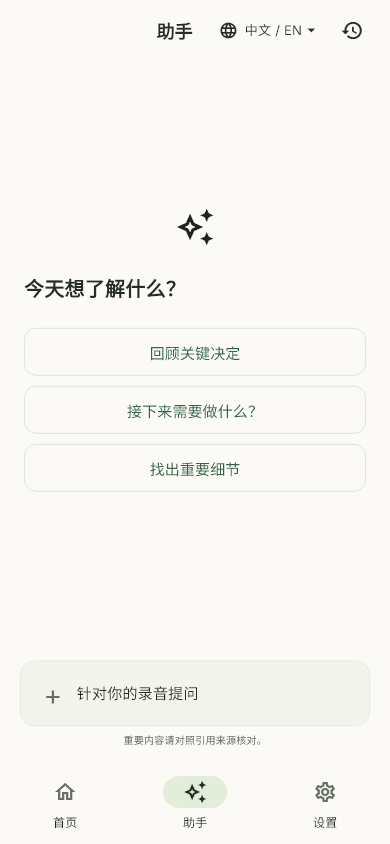 助手
中文 / EN
今天想了解什么？
回顾关键决定
接下来需要做什么？
找出重要细节
针对你的录音提问
重要内容请对照引用来源核对。
首页
助手
设置